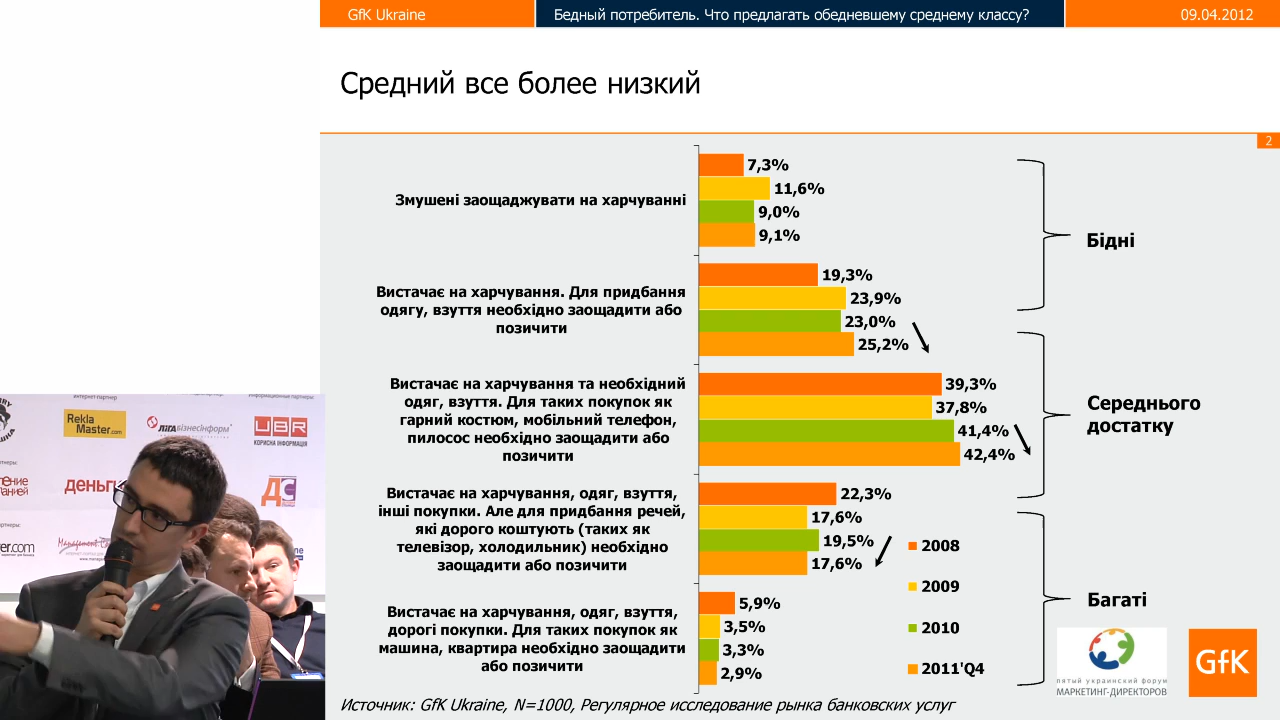 GfK Ukraine
Бедный потребитель. Что предлагать обедневшему среднему классу?
09.04.2012
Средний все более низкий
2
Змушені заощаджувати на харчуванні
7,3%
11,6%
9,0%
9,1%
Бідні
Вистачає на харчування. Для придбання
одягу, взуття необхідно заощадити або
позичити
19,3%
23,9%
23,0%
25,2%
Вистачає на харчування та необхідний
одяг, взуття. Для таких покупок як
гарний костюм, мобільний телефон,
пилосос необхідно заощадити або
позичити
39,3%
37,8%
41,4%
42,4%
Середнього
достатку
Вистачає на харчування, одяг, взуття,
інші покупки. Але для придбання речей,
які дорого коштують (таких як
телевізор, холодильник) необхідно
заощадити або позичити
22,3%
17,6%
19,5%
17,6%
Вистачає на харчування, одяг, взуття,
дорогі покупки. Для таких покупок як
машина, квартира необхідно заощадити
або позичити
5,9%
3,5%
3,3%
2,9%
Багаті
2008
2009
2010
2011'Q4
пятый украинский форум
МАРКЕТИНГ-ДИРЕКТОРОВ
GfK
Источник: GfK Ukraine, N=1000, Регулярное исследование рынка банковских услуг
интернет-партнер
Rekla
Master.com
ЛІГАбізнесінформ
UBR
КОРИСНА ІНФОРМАЦІЯ
деньг
ДС